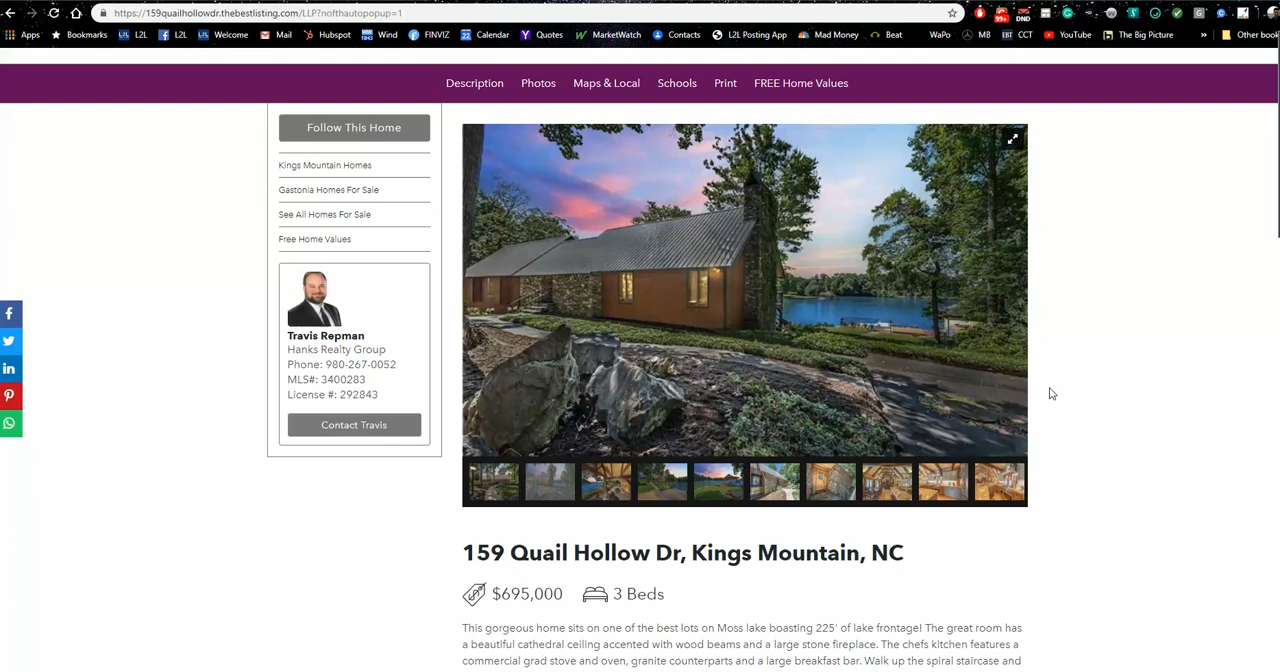 https://159quailhollowdr.thebestlisting.com/LLP?nofthautopopup=1
99+
DND
Apps Bookmarks L2L L2L Welcome Mail Hubspot Wind FINVIZ Calendar Quotes MarketWatch Contacts L2L Posting App Mad Money Beat WaPo MB CCT YouTube The Big Picture » Other book
Description Photos Maps & Local Schools Print FREE Home Values
Follow This Home
Kings Mountain Homes
Gastonia Homes For Sale
See All Homes For Sale
Free Home Values
Travis Repman
Hanks Realty Group
Phone: 980-267-0052
MLS#: 3400283
License #: 292843
Contact Travis
159 Quail Hollow Dr, Kings Mountain, NC
$695,000 3 Beds
This gorgeous home sits on one of the best lots on Moss lake boasting 225' of lake frontage! The great room has
a beautiful cathedral ceiling accented with wood beams and a large stone fireplace. The chefs kitchen features a
commercial grad stove and oven, granite counterparts and a large breakfast bar. Walk up the spiral staircase and